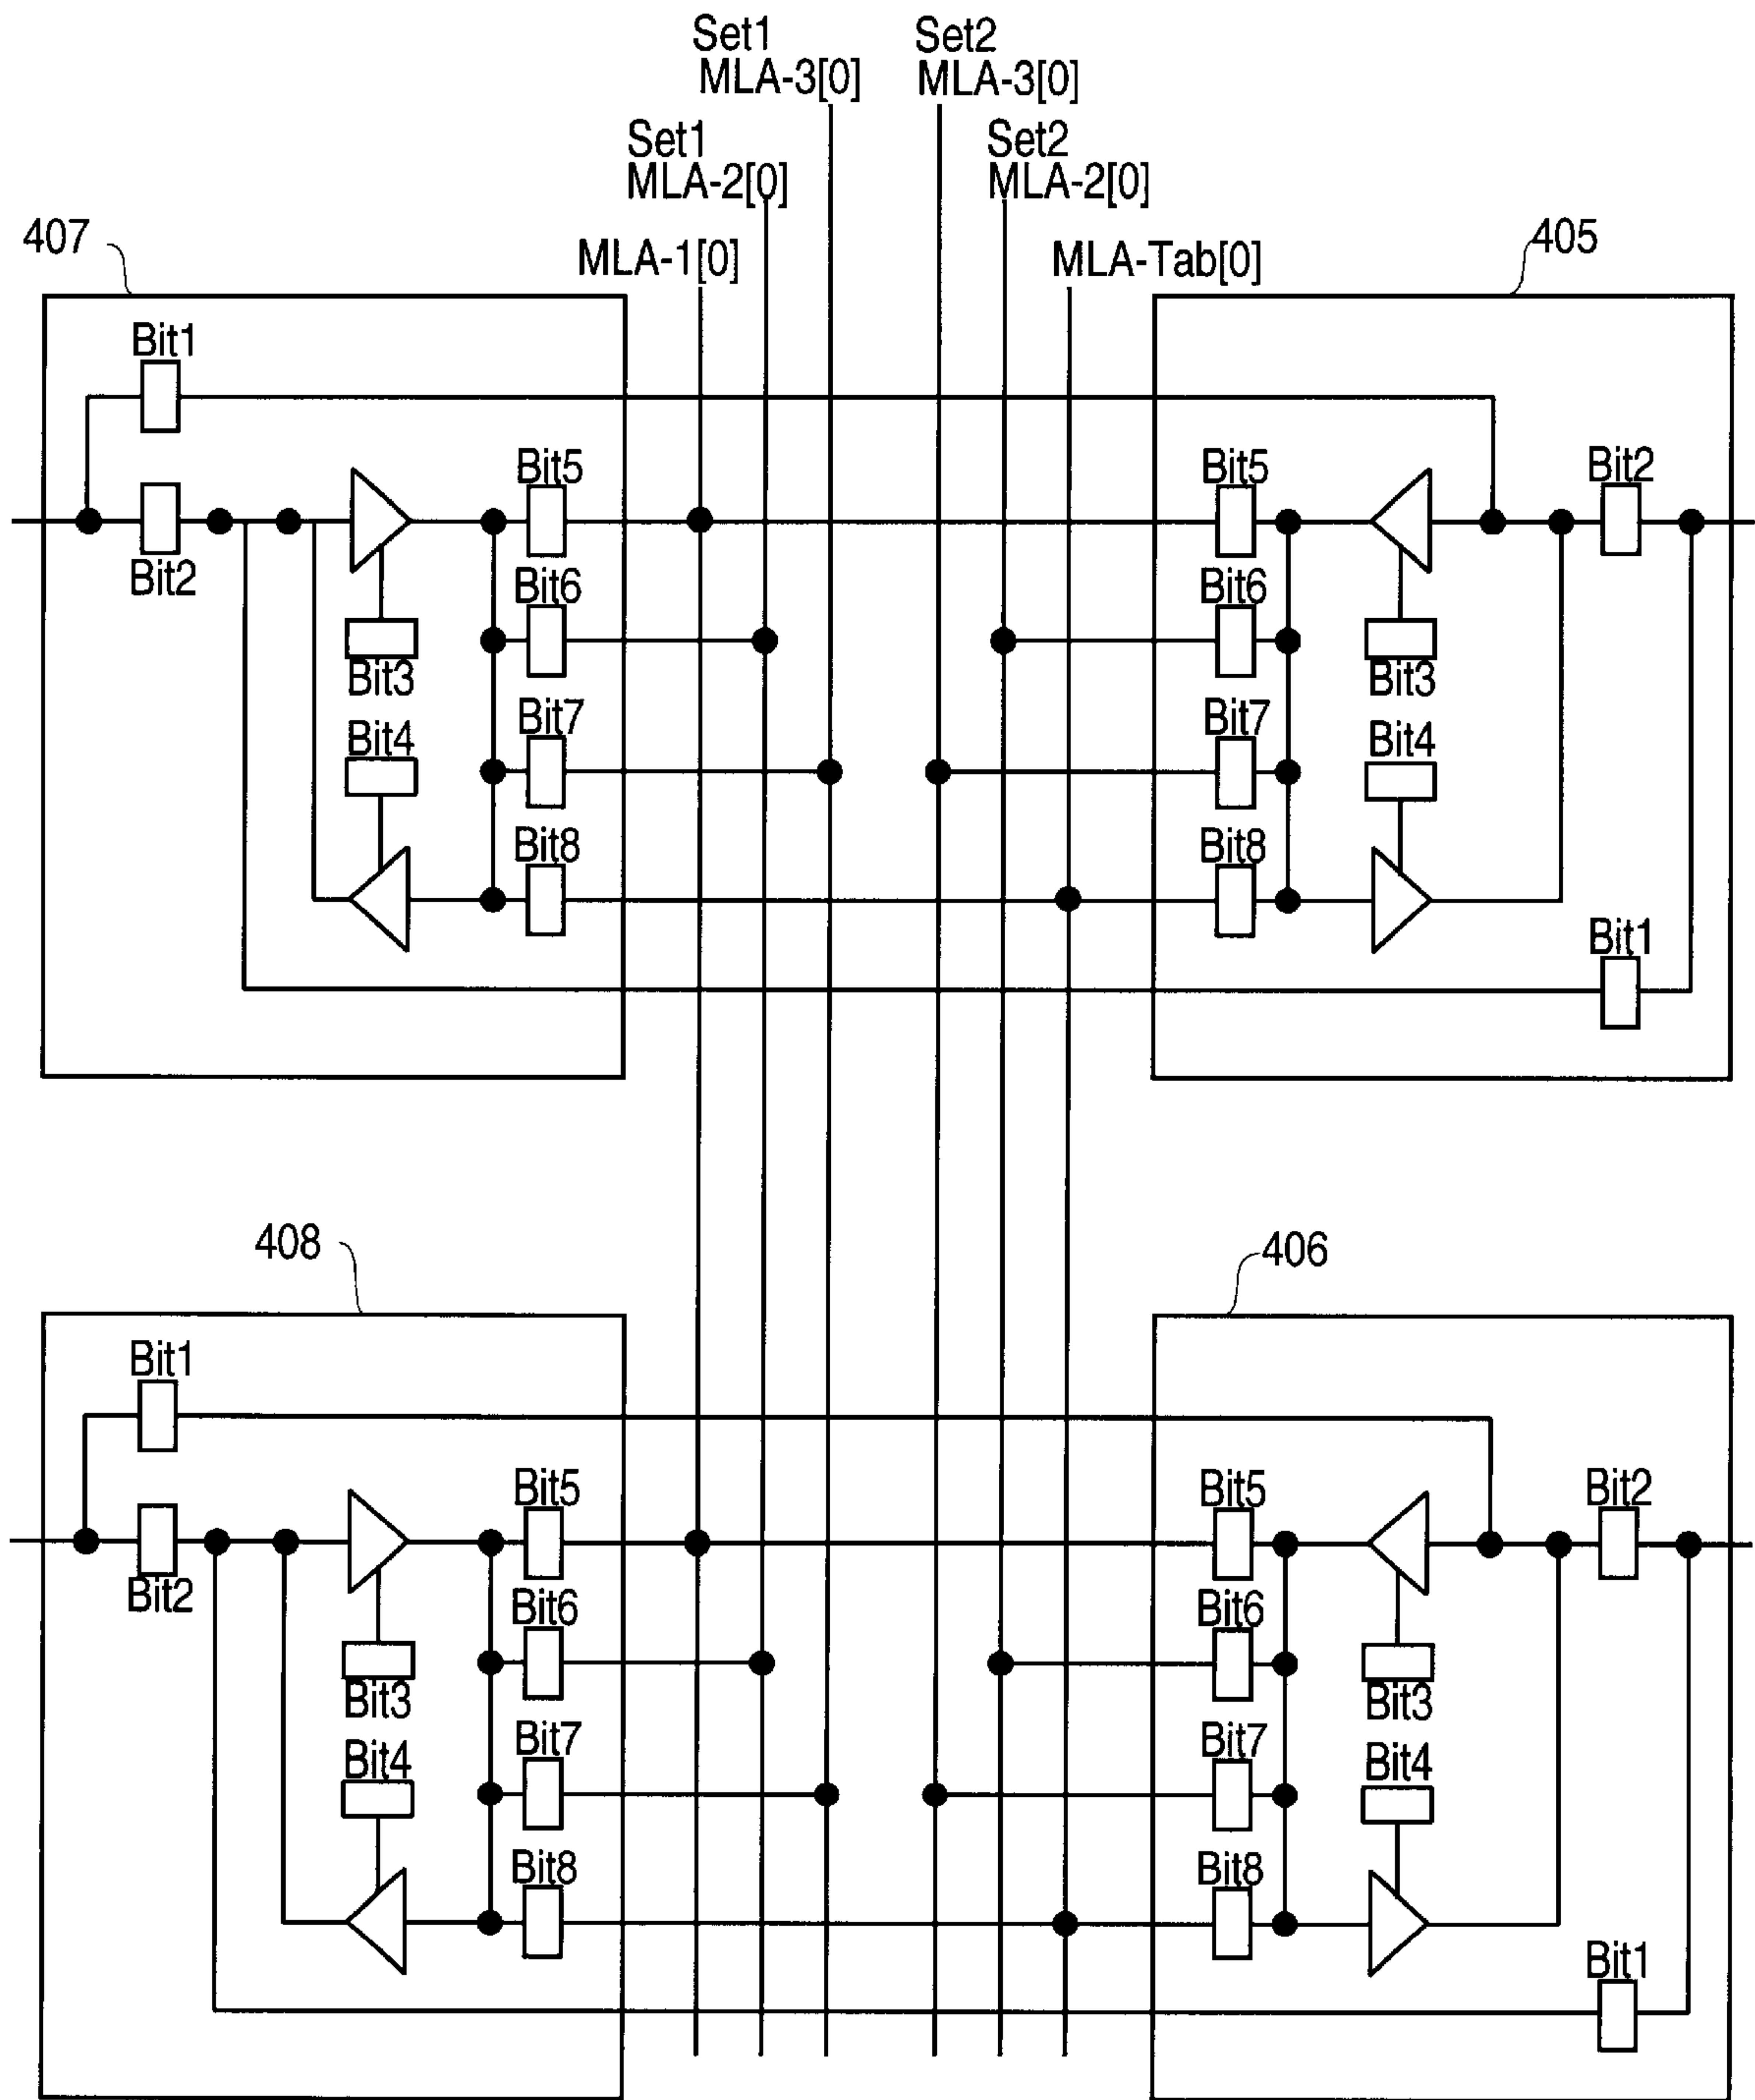 Set1
MLA-3[0]
Set2
MLA-3[0]
Set1
MLA-2[0]
Set2
MLA-2[0]
407
MLA-1[0]
MLA-Tab[0]
405
Bit1
Bit5
Bit5
Bit2
Bit2
Bit6
Bit6
Bit3
Bit3
Bit7
Bit7
Bit4
Bit4
Bit8
Bit8
Bit1
408
406
Bit1
Bit5
Bit5
Bit2
Bit2
Bit6
Bit6
Bit3
Bit3
Bit7
Bit7
Bit4
Bit4
Bit8
Bit8
Bit1